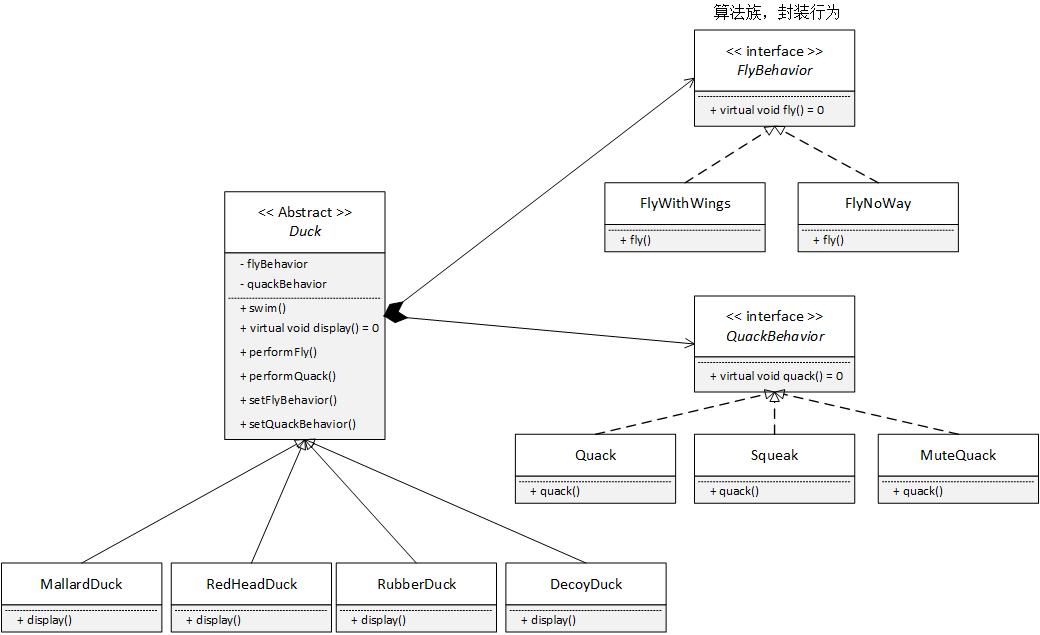 算法族，封装行为
<< interface >>
FlyBehavior
+ virtual void fly() = 0
FlyWithWings
+ fly()
FlyNoWay
+ fly()
<< Abstract >>
Duck
- flyBehavior
- quackBehavior
+ swim()
+ virtual void display() = 0
+ performFly()
+ performQuack()
+ setFlyBehavior()
+ setQuackBehavior()
<< interface >>
QuackBehavior
+ virtual void quack() = 0
Quack
+ quack()
Squeak
+ quack()
MuteQuack
+ quack()
MallardDuck
+ display()
RedHeadDuck
+ display()
RubberDuck
+ display()
DecoyDuck
+ display()